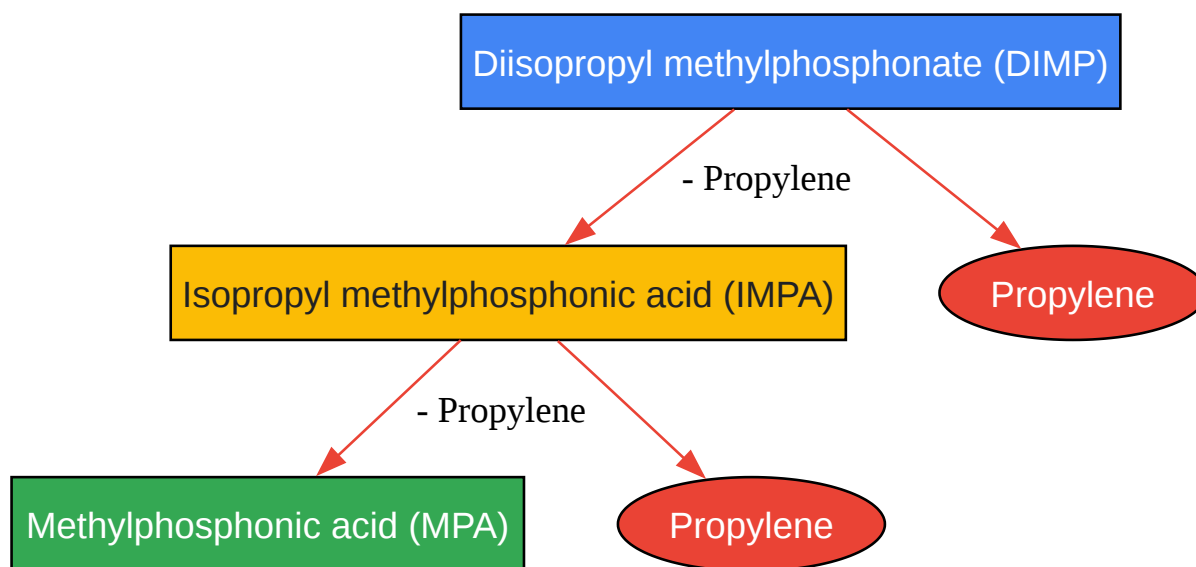 Diisopropyl methylphosphonate (DIMP)
- Propylene
Isopropyl methylphosphonic acid (IMPA)
Propylene
- Propylene
Methylphosphonic acid (MPA)
Propylene